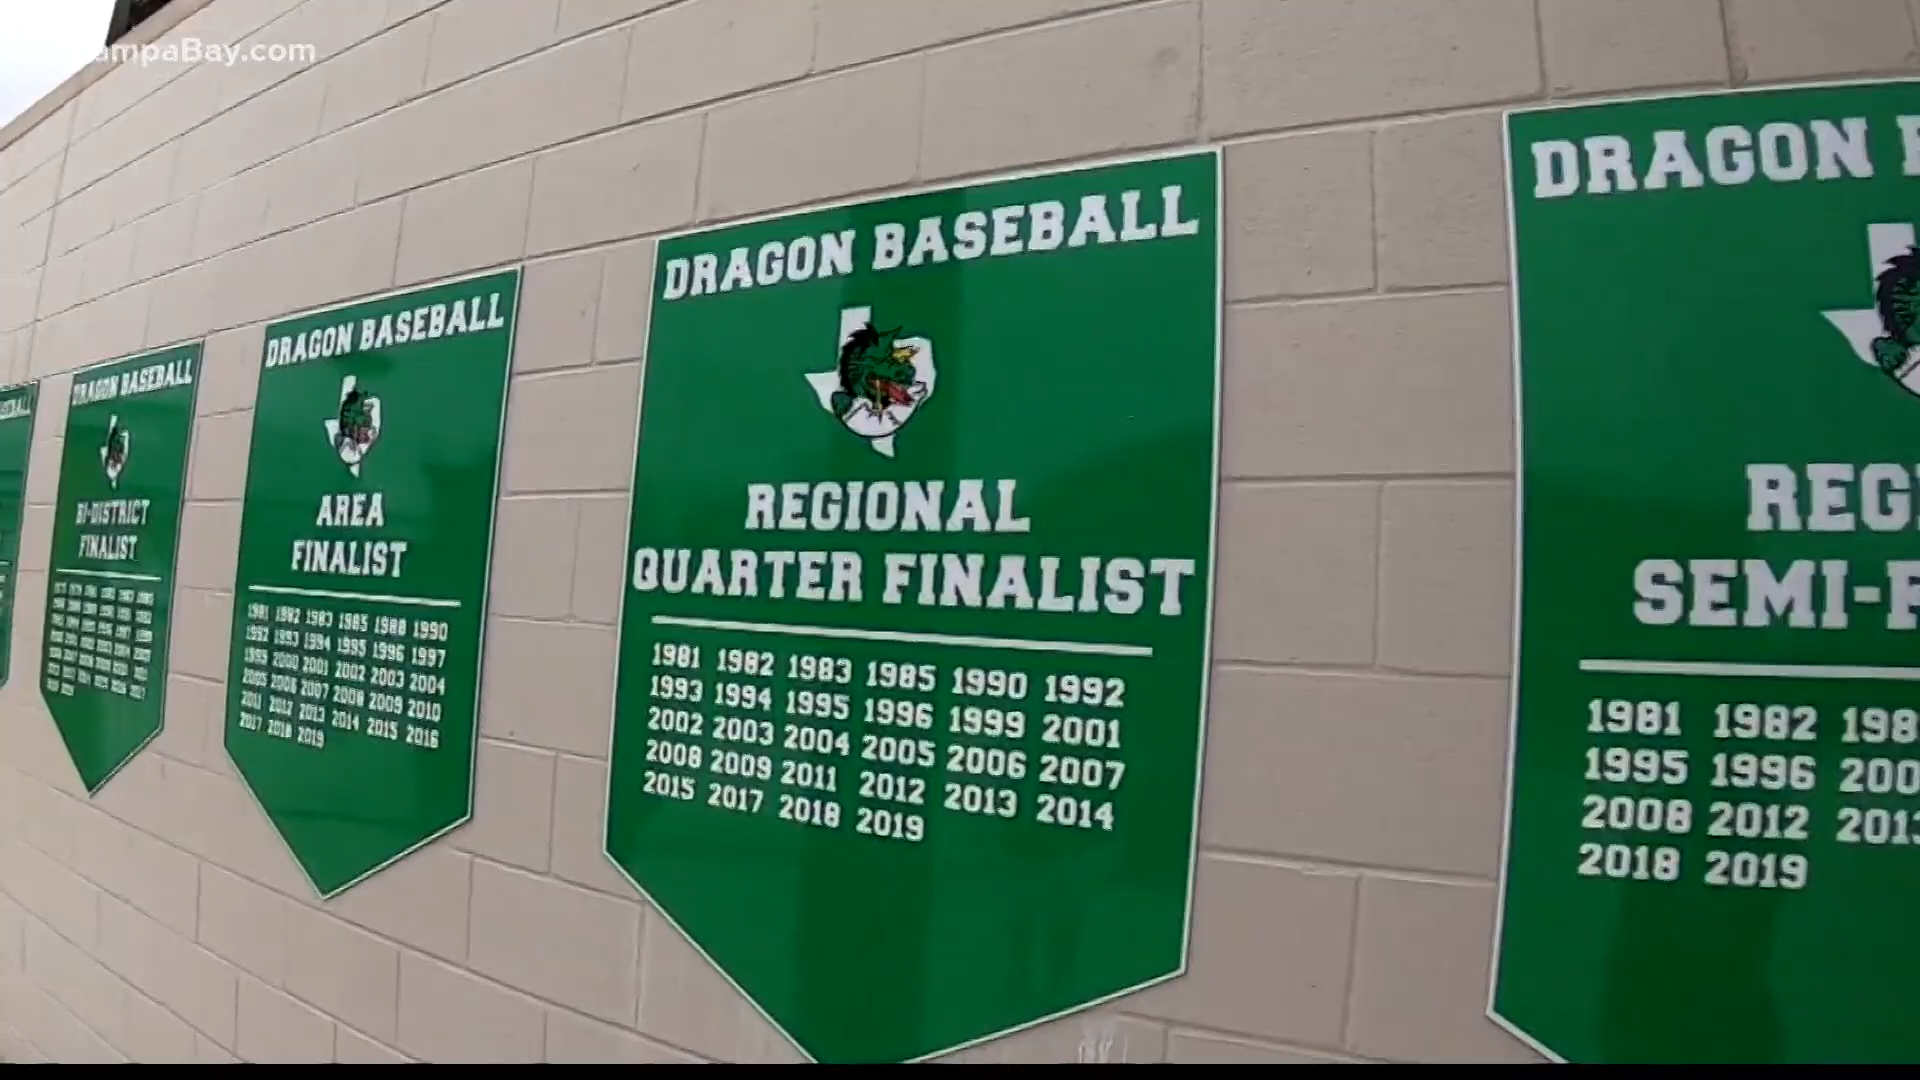 ampaBay.com
DRAGON BASEBALL
BI-DISTRICT
FINALIST
DRAGON BASEBALL
AREA
FINALIST
1981 1982 1983 1985 1988 1990
1992 1993 1994 1995 1996 1997
1999 2000 2001 2002 2003 2004
2005 2006 2007 2008 2009 2010
2011 2012 2013 2014 2015 2016
2017 2018 2019
DRAGON BASEBALL
REGIONAL
QUARTER FINALIST
1981 1982 1983 1985 1990 1992
1993 1994 1995 1996 1999 2001
2002 2003 2004 2005 2006 2007
2008 2009 2011 2012 2013 2014
2015 2017 2018 2019
DRAGON
REG
SEMI-F
1981 1982 198
1995 1996 200
2008 2012 201
2018 2019